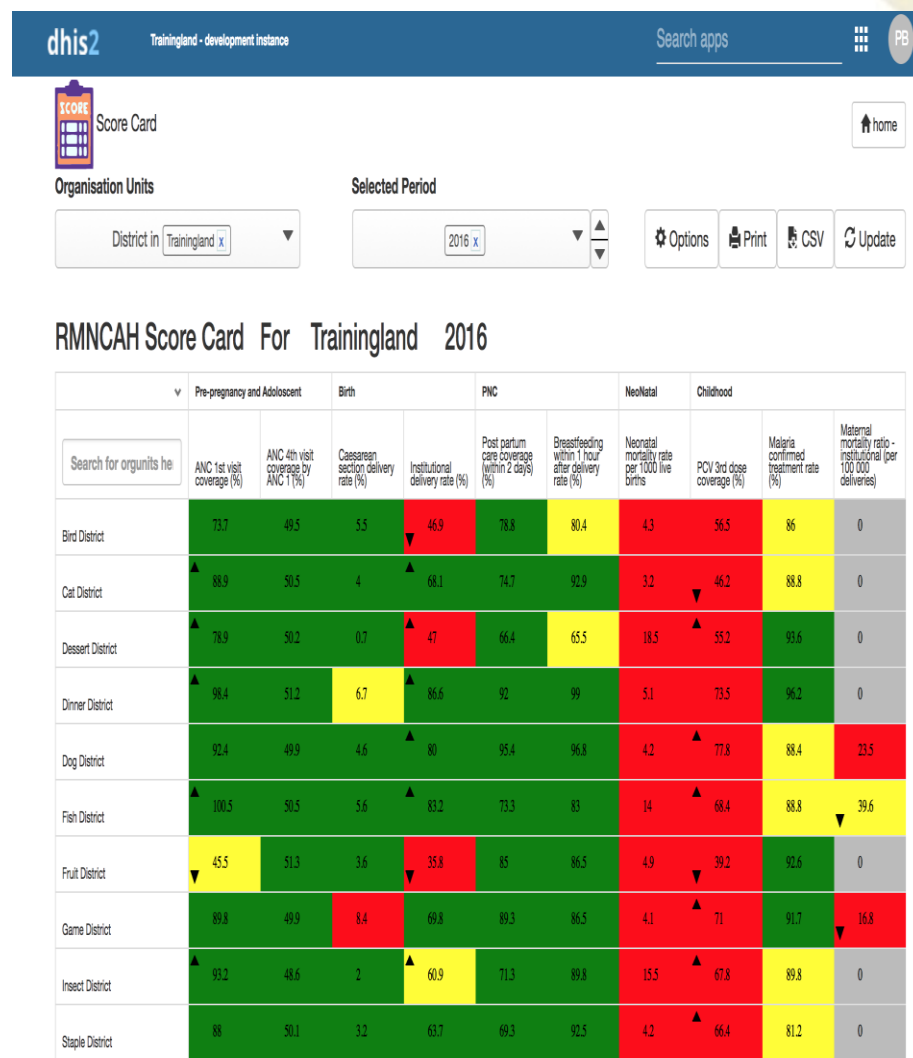 dhis2 Trainingland - development instance Search apps PB
SCORE
Score Card home
Organisation Units Selected Period
District in Trainingland x 2016 x Options Print CSV Update
RMNCAH Score Card For Trainingland 2016
Pre-pregnancy and Adoloscent Birth PNC NeoNatal Childhood
Search for orgunits he
ANC 1st visit coverage (%)
ANC 4th visit coverage by ANC 1 (%)
Caesarean section delivery rate (%)
Institutional delivery rate (%)
Post partum care coverage (within 2 days) (%)
Breastfeeding within 1 hour after delivery rate (%)
Neonatal mortality rate per 1000 live births
PCV 3rd dose coverage (%)
Malaria confirmed treatment rate (%)
Maternal mortality ratio - institutional (per 100 000 deliveries)
Bird District 73.7 49.5 5.5 46.9 78.8 80.4 4.3 56.5 86 0
Cat District 88.9 50.5 4 68.1 74.7 92.9 3.2 46.2 88.8 0
Dessert District 78.9 50.2 0.7 47 66.4 65.5 18.5 55.2 93.6 0
Dinner District 98.4 51.2 6.7 86.6 92 99 5.1 73.5 96.2 0
Dog District 92.4 49.9 4.6 80 95.4 96.8 4.2 77.8 88.4 23.5
Fish District 100.5 50.5 5.6 83.2 73.3 83 14 68.4 88.8 39.6
Fruit District 45.5 51.3 3.6 35.8 85 86.5 4.9 39.2 92.6 0
Game District 89.8 49.9 8.4 69.8 89.3 86.5 4.1 71 91.7 16.8
Insect District 93.2 48.6 2 60.9 71.3 89.8 15.5 67.8 89.8 0
Staple District 88 50.1 3.2 63.7 69.3 92.5 4.2 66.4 81.2 0